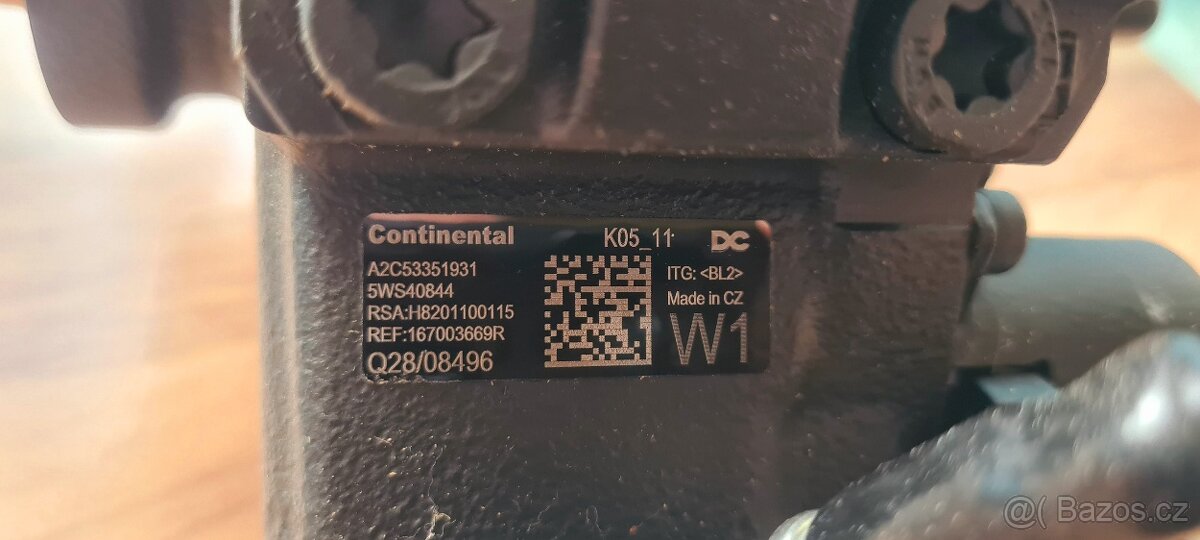 Continental K05_11 DC
A2C53351931
5WS40844
RSA:H8201100115
REF:167003669R
Q28/08496
ITG: <BL2>
Made in CZ
W1
@( Bazos.cz